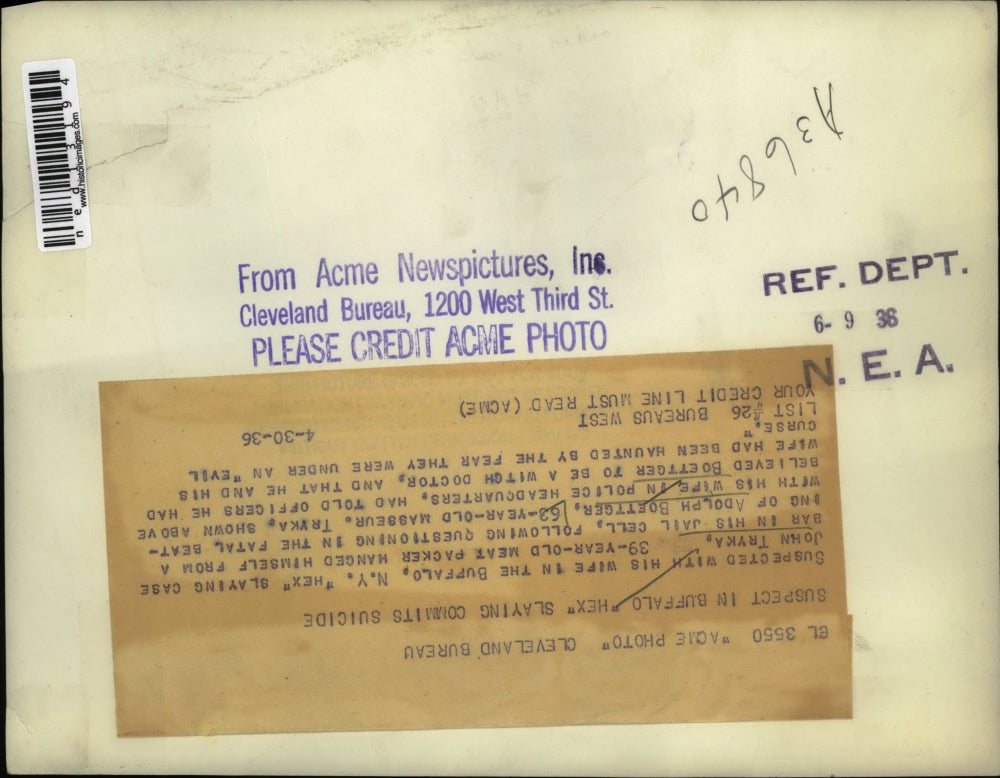 ned13194
www.historicimages.com
A36840
From Acme Newspictures, Inc.
Cleveland Bureau, 1200 West Third St.
PLEASE CREDIT ACME PHOTO
REF. DEPT.
6- 9 36
N. E. A.
CL 3550 "ACME PHOTO" CLEVELAND BUREAU
SUSPECT IN BUFFALO "HEX" SLAYING COMMITS SUICIDE
SUSPECTED WITH HIS WIFE IN THE BUFFALO, N.Y. "HEX" SLAYING CASE
JOHN TRYKA, 39-YEAR-OLD MEAT PACKER HANGED HIMSELF FROM A
BAR IN HIS JAIL CELL, FOLLOWING QUESTIONING IN THE FATAL BEAT-
ING OF ADOLPH BOETTGER, 63-YEAR-OLD MASSEUR. TRYKA, SHOWN ABOVE
WITH HIS WIFE IN POLICE HEADQUARTERS, HAD TOLD OFFICERS HE HAD
BELIEVED BOETTGER TO BE A WITCH DOCTOR, AND THAT HE AND HIS
WIFE HAD BEEN HAUNTED BY THE FEAR THEY WERE UNDER AN "EVIL
CURSE."
LIST #26 BUREAUS WEST 4-30-36
YOUR CREDIT LINE MUST READ (ACME)